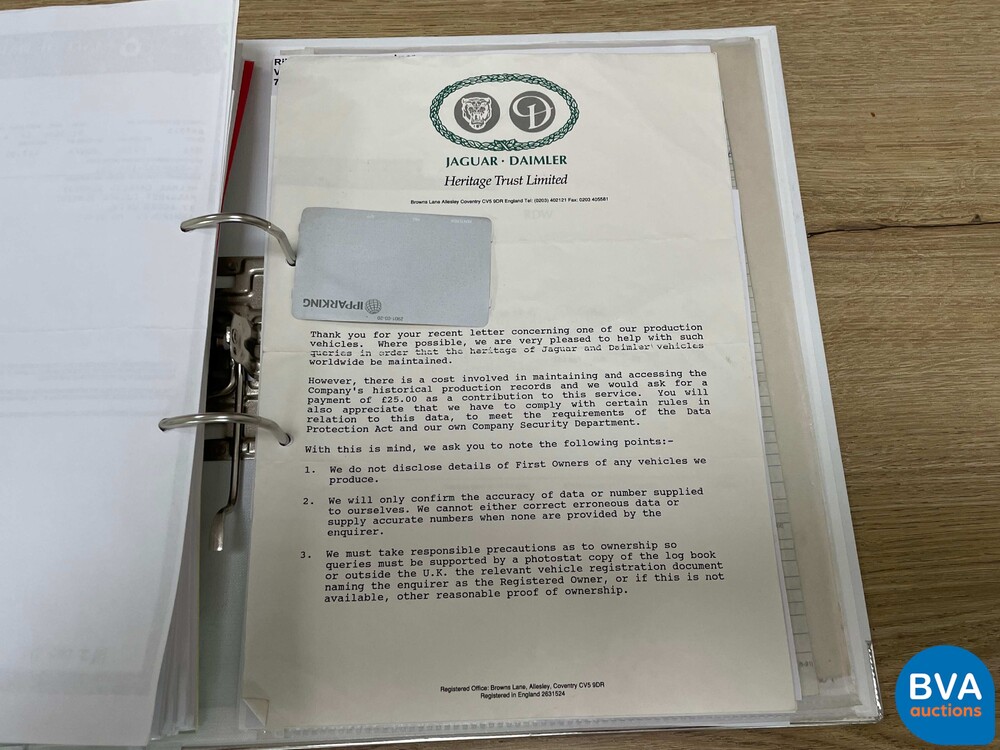 JAGUAR · DAIMLER
Heritage Trust Limited
Browns Lane Allesley Coventry CV5 9DR England Tel: (0203) 402121 Fax: 0203 405581
IPPARKING
Thank you for your recent letter concerning one of our production
vehicles. Where possible, we are very pleased to help with such
queries in order that the heritage of Jaguar and Daimler vehicles
worldwide be maintained.
However, there is a cost involved in maintaining and accessing the
Company's historical production records and we would ask for a
payment of £25.00 as a contribution to this service. You will
also appreciate that we have to comply with certain rules in
relation to this data, to meet the requirements of the Data
Protection Act and our own Company Security Department.
With this is mind, we ask you to note the following points:-
1. We do not disclose details of First Owners of any vehicles we
produce.
2. We will only confirm the accuracy of data or number supplied
to ourselves. We cannot either correct erroneous data or
supply accurate numbers when none are provided by the
enquirer.
3. We must take responsible precautions as to ownership so
queries must be supported by a photostat copy of the log book
or outside the U.K. the relevant vehicle registration document
naming the enquirer as the Registered Owner, or if this is not
available, other reasonable proof of ownership.
Registered Office: Browns Lane, Allesley, Coventry CV5 9DR
Registered in England 2631524
BVA
auctions